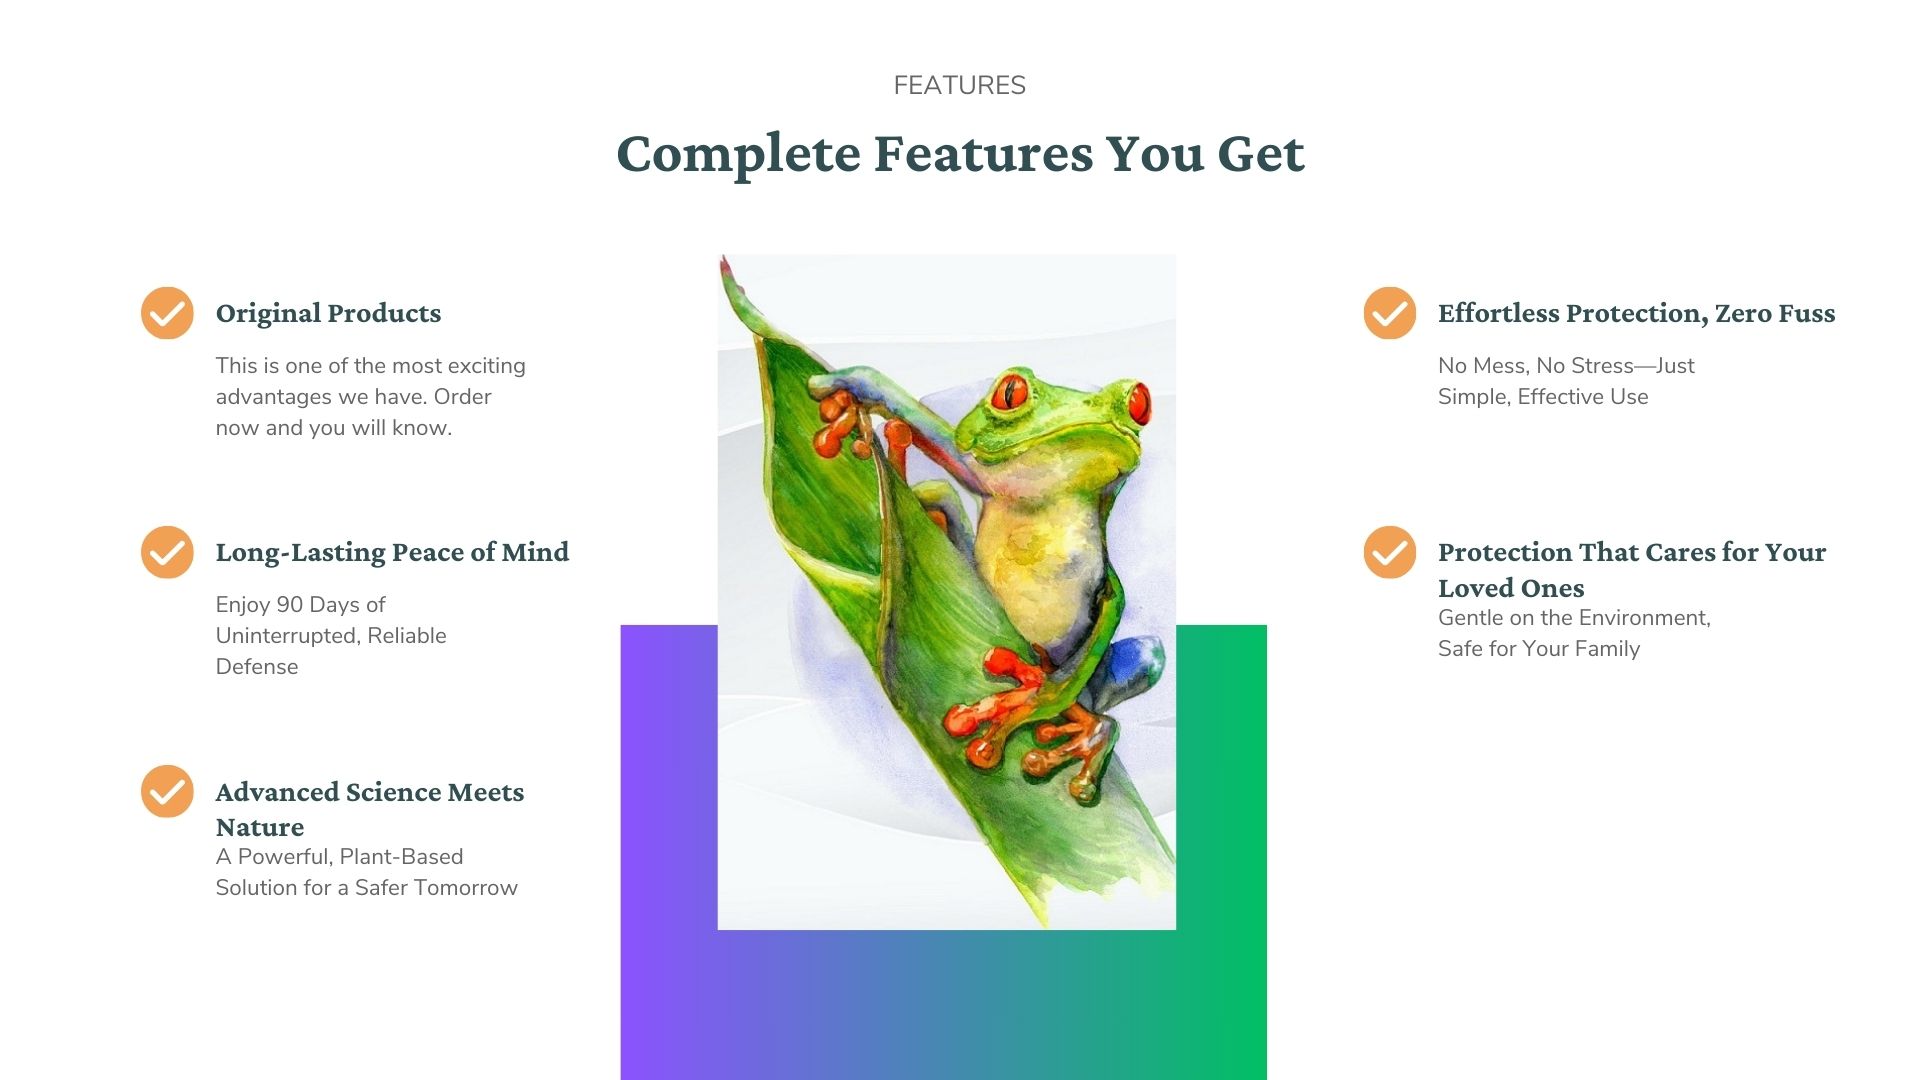 FEATURES
Complete Features You Get
Original Products
This is one of the most exciting
advantages we have. Order
now and you will know.
Long-Lasting Peace of Mind
Enjoy 90 Days of
Uninterrupted, Reliable
Defense
Advanced Science Meets
Nature
A Powerful, Plant-Based
Solution for a Safer Tomorrow
Effortless Protection, Zero Fuss
No Mess, No Stress—Just
Simple, Effective Use
Protection That Cares for Your
Loved Ones
Gentle on the Environment,
Safe for Your Family